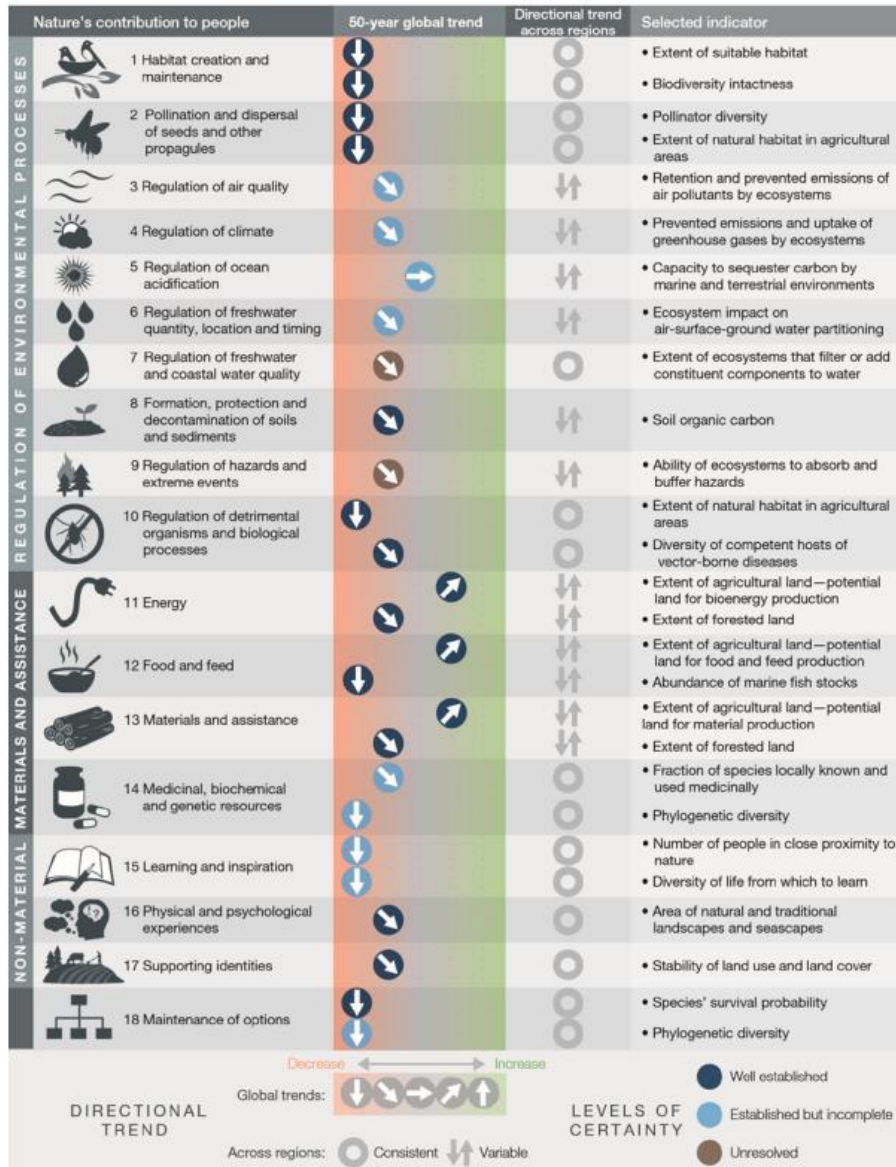 Nature's contribution to people
50-year global trend
Directional trend
across regions
Selected indicator
REGULATION OF ENVIRONMENTAL PROCESSES
1 Habitat creation and
maintenance
• Extent of suitable habitat
• Biodiversity intactness
2 Pollination and dispersal
of seeds and other
propagules
• Pollinator diversity
• Extent of natural habitat in agricultural
areas
3 Regulation of air quality
• Retention and prevented emissions of
air pollutants by ecosystems
4 Regulation of climate
• Prevented emissions and uptake of
greenhouse gases by ecosystems
5 Regulation of ocean
acidification
• Capacity to sequester carbon by
marine and terrestrial environments
6 Regulation of freshwater
quantity, location and timing
• Ecosystem impact on
air-surface-ground water partitioning
7 Regulation of freshwater
and coastal water quality
• Extent of ecosystems that filter or add
constituent components to water
8 Formation, protection and
decontamination of soils
and sediments
• Soil organic carbon
9 Regulation of hazards and
extreme events
• Ability of ecosystems to absorb and
buffer hazards
10 Regulation of detrimental
organisms and biological
processes
• Extent of natural habitat in agricultural
areas
• Diversity of competent hosts of
vector-borne diseases
MATERIALS AND ASSISTANCE
11 Energy
• Extent of agricultural land—potential
land for bioenergy production
• Extent of forested land
12 Food and feed
• Extent of agricultural land—potential
land for food and feed production
• Abundance of marine fish stocks
13 Materials and assistance
• Extent of agricultural land—potential
land for material production
• Extent of forested land
14 Medicinal, biochemical
and genetic resources
• Fraction of species locally known and
used medicinally
• Phylogenetic diversity
NON-MATERIAL
15 Learning and inspiration
• Number of people in close proximity to
nature
• Diversity of life from which to learn
16 Physical and psychological
experiences
• Area of natural and traditional
landscapes and seascapes
17 Supporting identities
• Stability of land use and land cover
18 Maintenance of options
• Species' survival probability
• Phylogenetic diversity
DIRECTIONAL
TREND
Decrease
Increase
Global trends:
Across regions:
Consistent
Variable
LEVELS OF
CERTAINTY
Well established
Established but incomplete
Unresolved